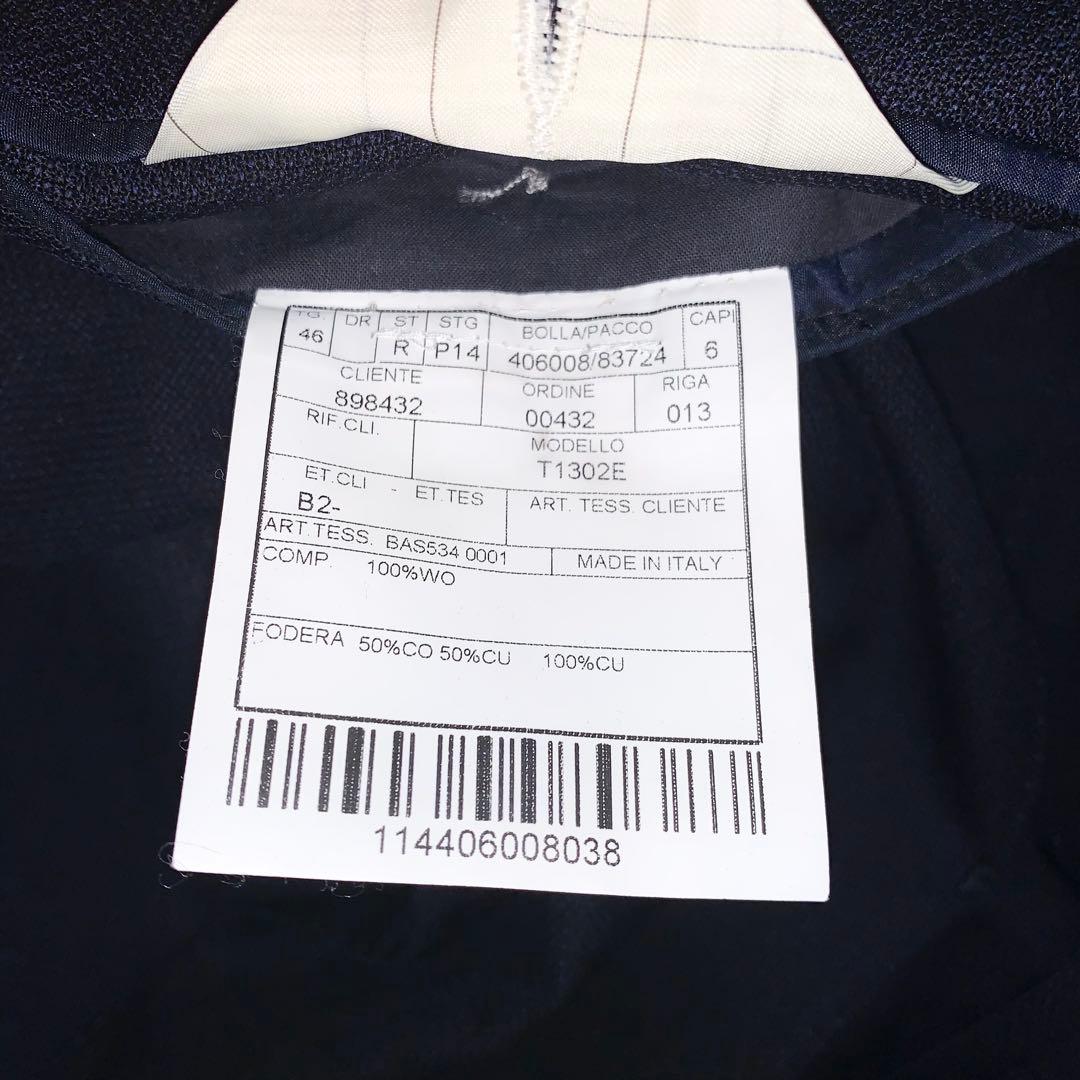 TG. DR ST STG BOLLA/PACCO CAPI
46 R P14 406008/83724 6
CLIENTE ORDINE RIGA
898432 00432 013
RIF.CLI. MODELLO
T1302E
ET.CLI - ET.TES ART. TESS. CLIENTE
B2-
ART.TESS. BAS534 0001 MADE IN ITALY
COMP. 100%WO
FODERA 50%CO 50%CU 100%CU
114406008038